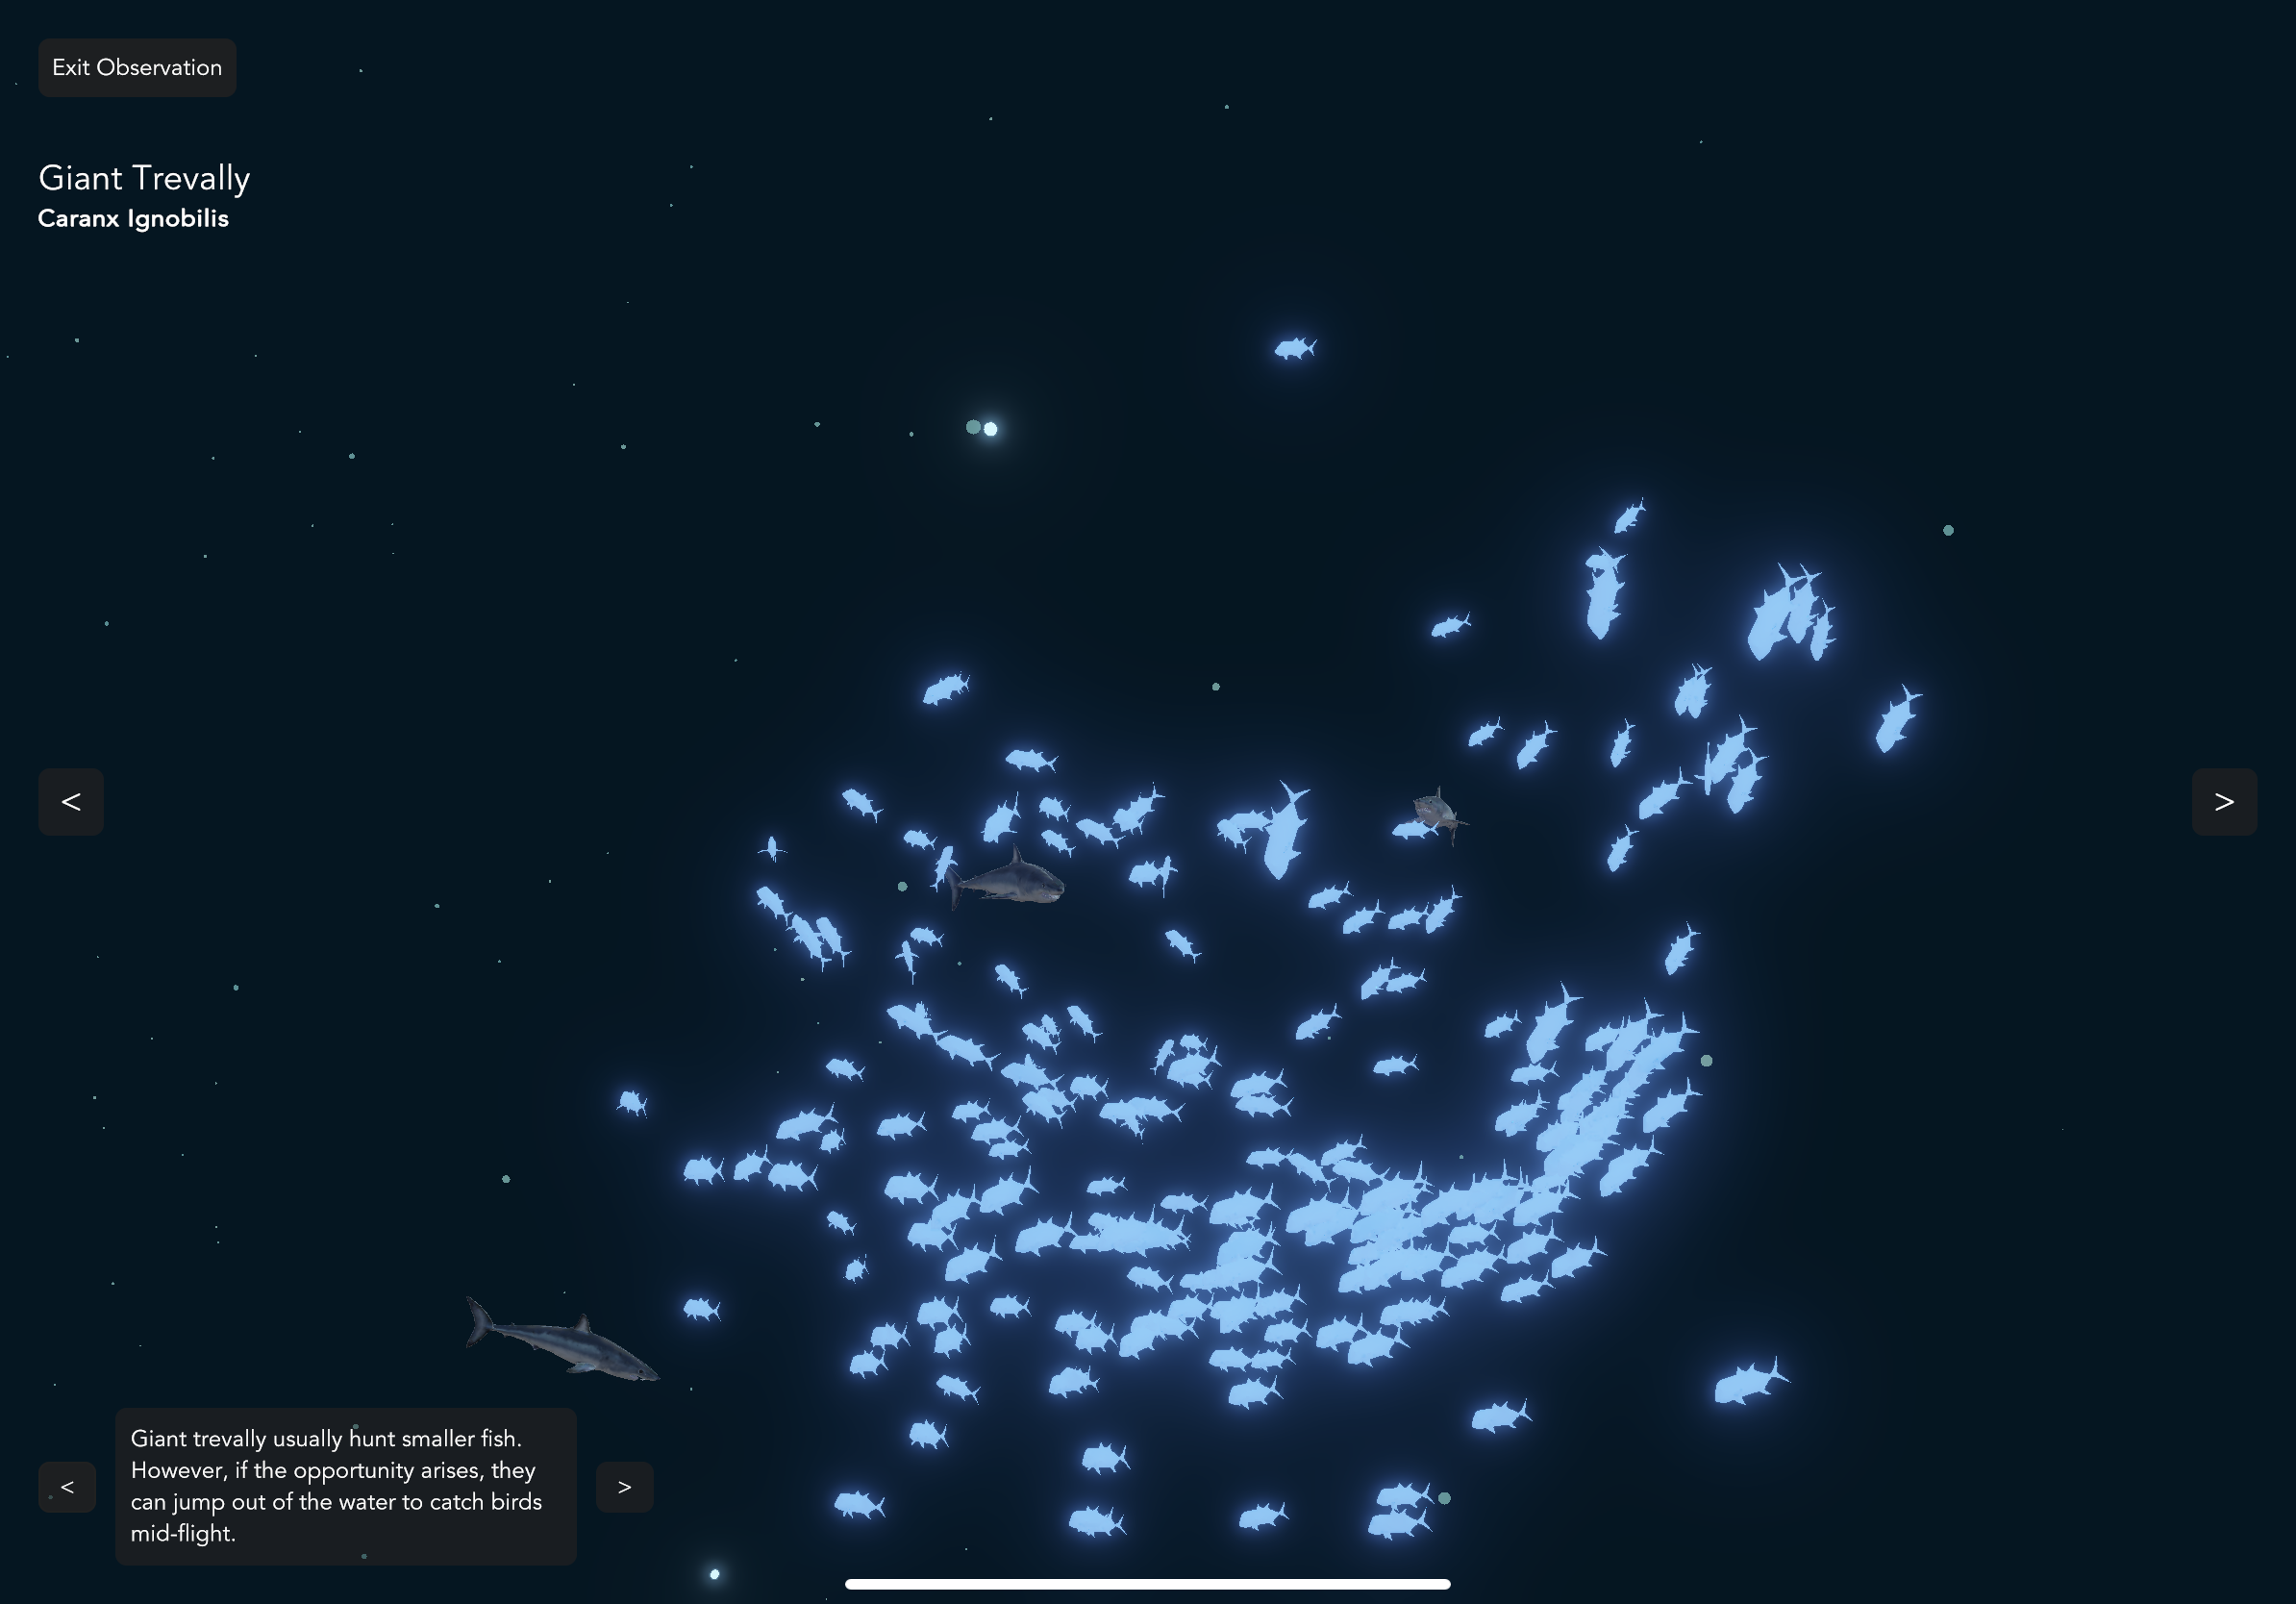 Exit Observation
Giant Trevally
Caranx Ignobilis
<
>
<
Giant trevally usually hunt smaller fish.
However, if the opportunity arises, they
can jump out of the water to catch birds
mid-flight.
>